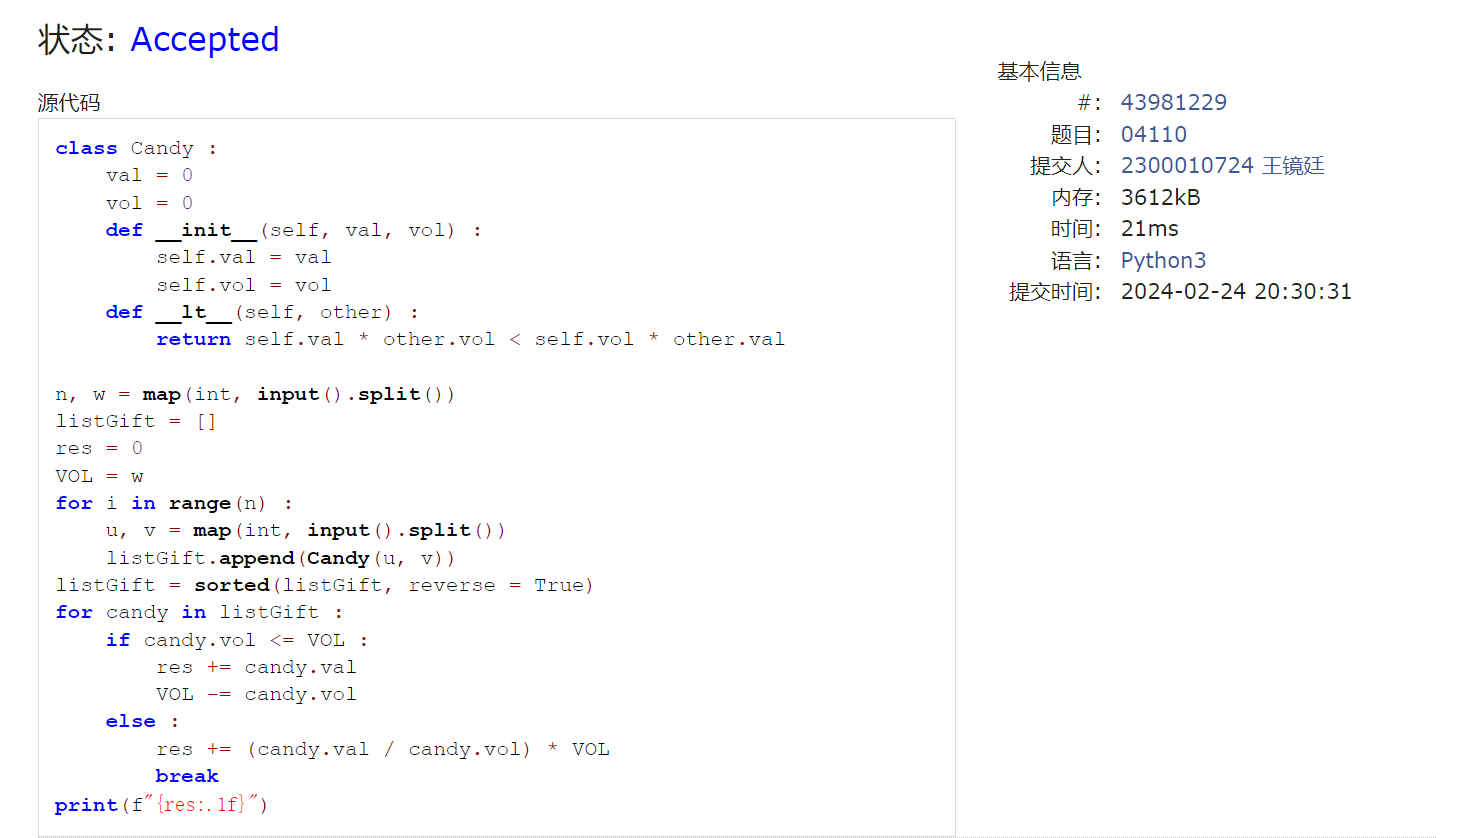 状态: Accepted
源代码
class Candy :
    val = 0
    vol = 0
    def __init__(self, val, vol) :
        self.val = val
        self.vol = vol
    def __lt__(self, other) :
        return self.val * other.vol < self.vol * other.val

n, w = map(int, input().split())
listGift = []
res = 0
VOL = w
for i in range(n) :
    u, v = map(int, input().split())
    listGift.append(Candy(u, v))
listGift = sorted(listGift, reverse = True)
for candy in listGift :
    if candy.vol <= VOL :
        res += candy.val
        VOL -= candy.vol
    else :
        res += (candy.val / candy.vol) * VOL
        break
print(f"{res:.1f}")
基本信息
#: 43981229
题目: 04110
提交人: 2300010724 王镜廷
内存: 3612kB
时间: 21ms
语言: Python3
提交时间: 2024-02-24 20:30:31